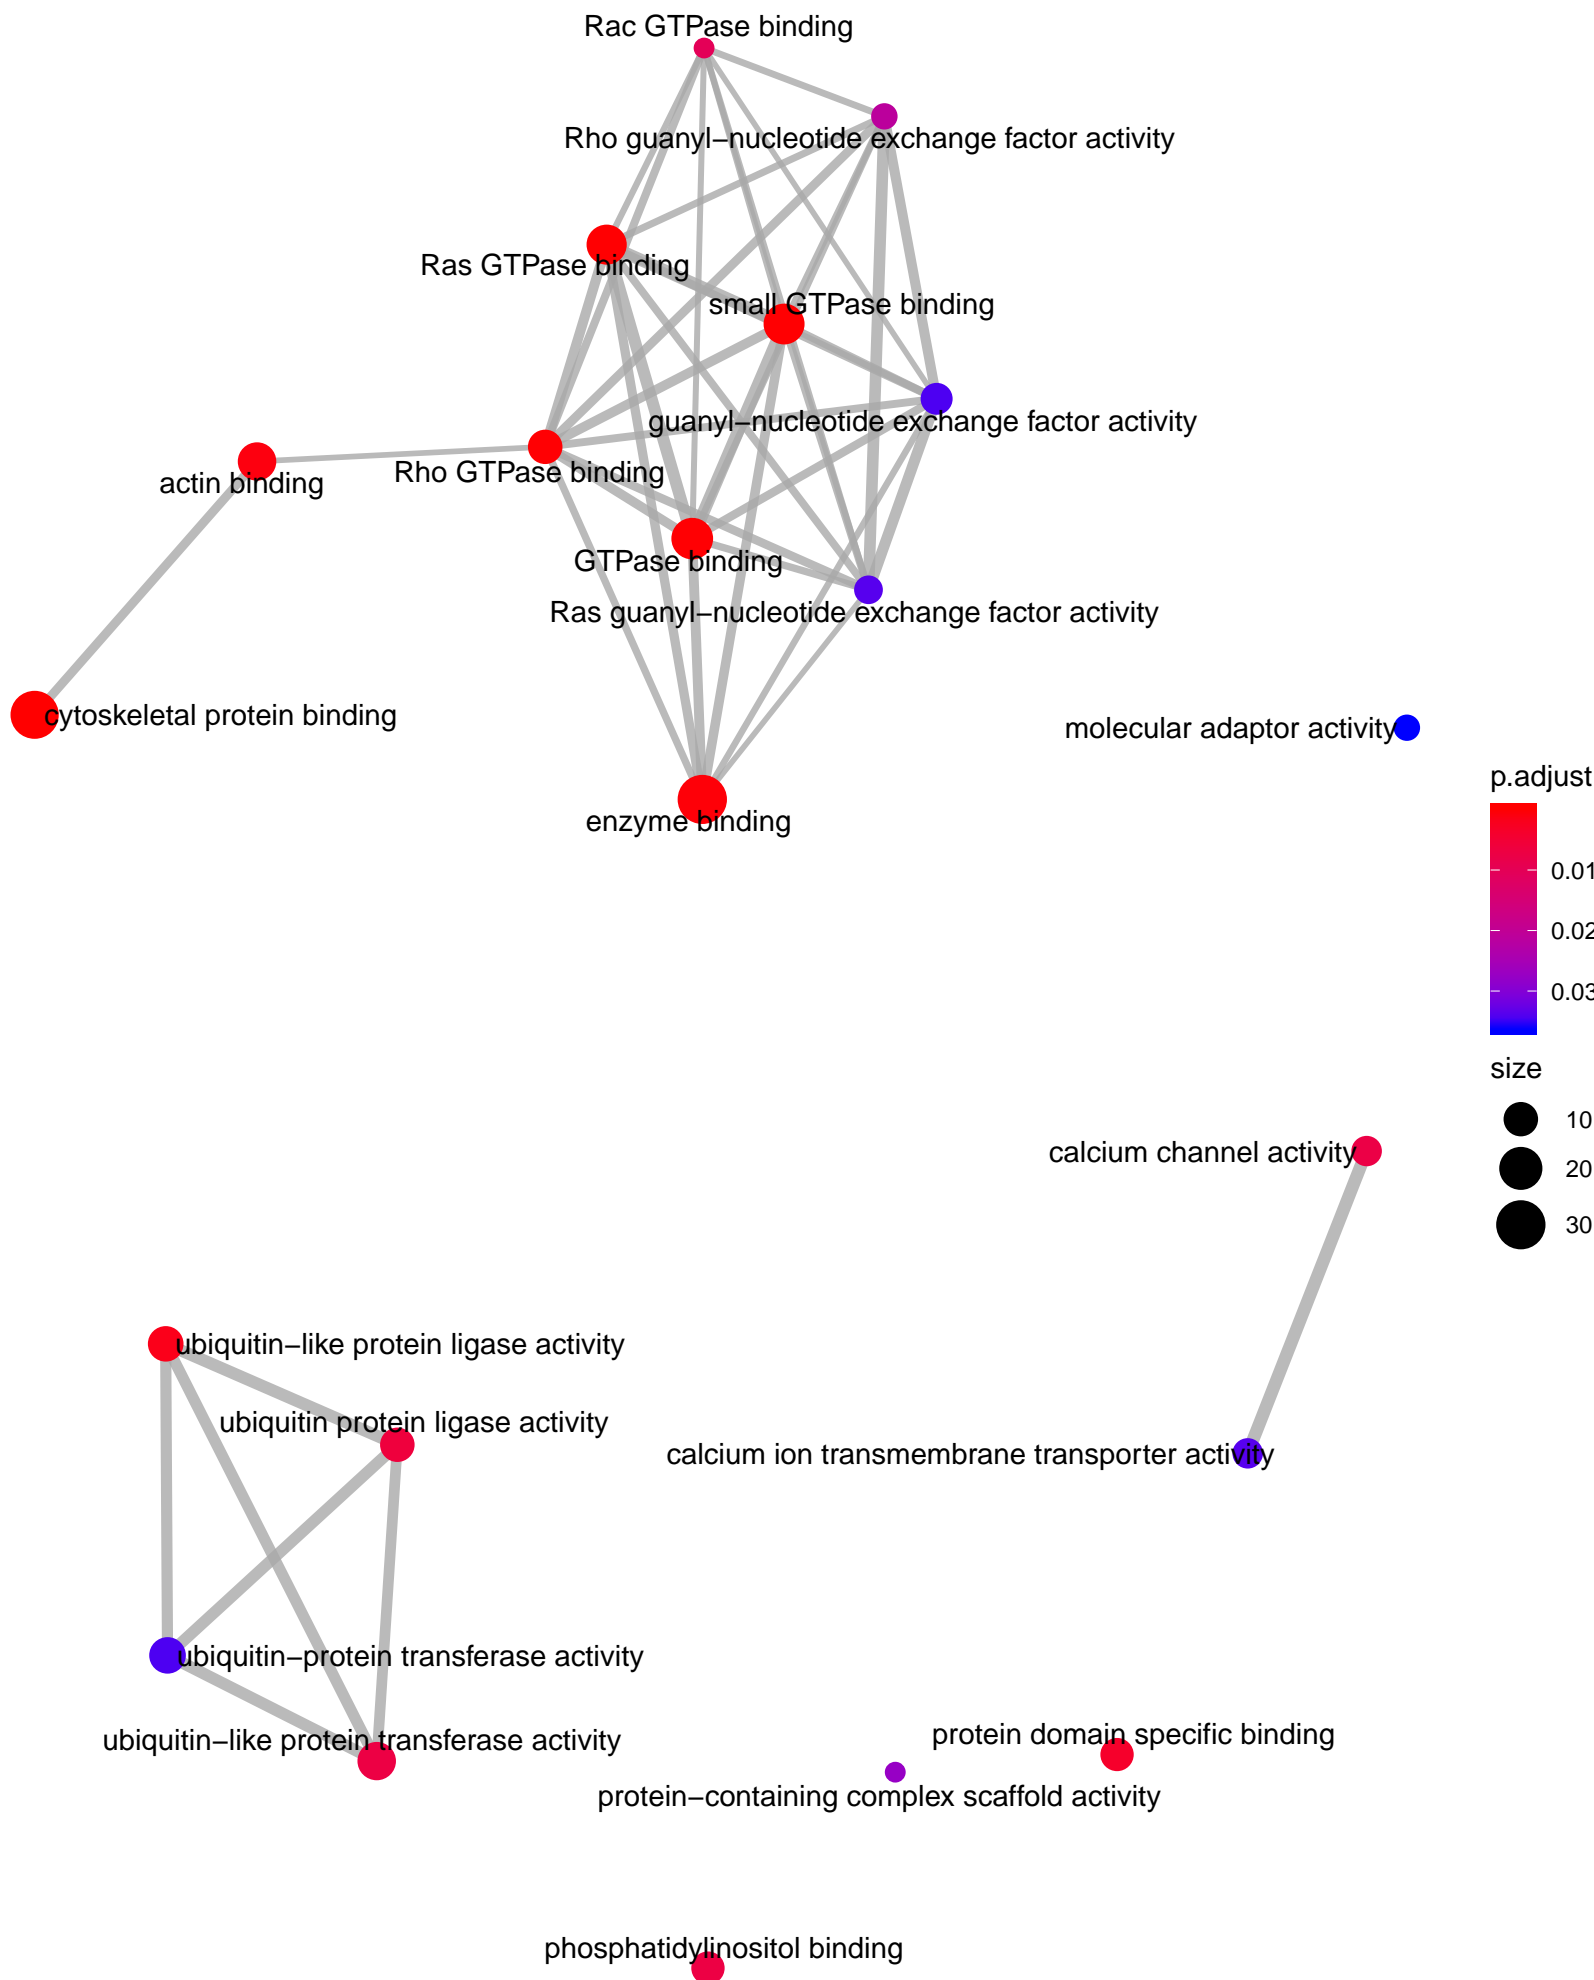 Rac GTPase binding
Rho guanyl−nucleotide exchange factor activity
Ras GTPase binding
small GTPase binding
guanyl−nucleotide exchange factor activity
Rho GTPase binding
actin binding
GTPase binding
Ras guanyl−nucleotide exchange factor activity
cytoskeletal protein binding
molecular adaptor activity
enzyme binding
p.adjust
0.01
0.02
0.03
size
10
20
30
calcium channel activity
ubiquitin−like protein ligase activity
ubiquitin protein ligase activity
calcium ion transmembrane transporter activity
ubiquitin−protein transferase activity
ubiquitin−like protein transferase activity
protein domain specific binding
protein−containing complex scaffold activity
phosphatidylinositol binding